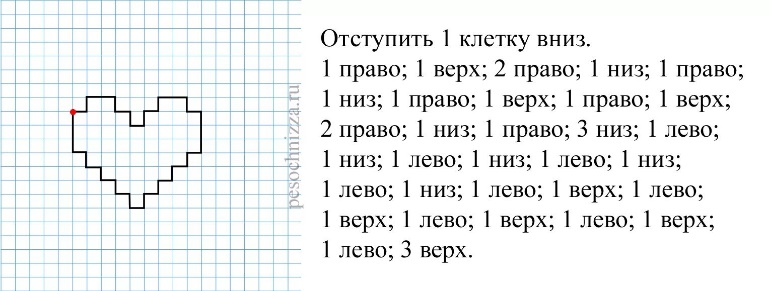 Отступить 1 клетку вниз.
1 право; 1 верх; 2 право; 1 низ; 1 право;
1 низ; 1 право; 1 верх; 1 право; 1 верх;
2 право; 1 низ; 1 право; 3 низ; 1 лево;
1 низ; 1 лево; 1 низ; 1 лево; 1 низ;
1 лево; 1 низ; 1 лево; 1 верх; 1 лево;
1 верх; 1 лево; 1 верх; 1 лево; 1 верх;
1 лево; 3 верх.
pesochnizza.ru